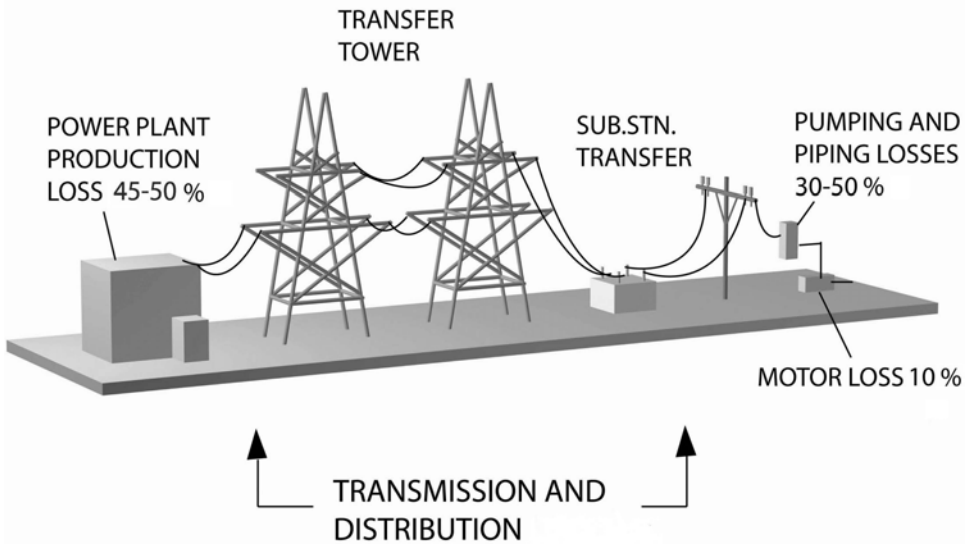 TRANSFER
TOWER
POWER PLANT
PRODUCTION
LOSS 45-50 %
SUB.STN.
TRANSFER
PUMPING AND
PIPING LOSSES
30-50 %
MOTOR LOSS 10 %
TRANSMISSION AND
DISTRIBUTION